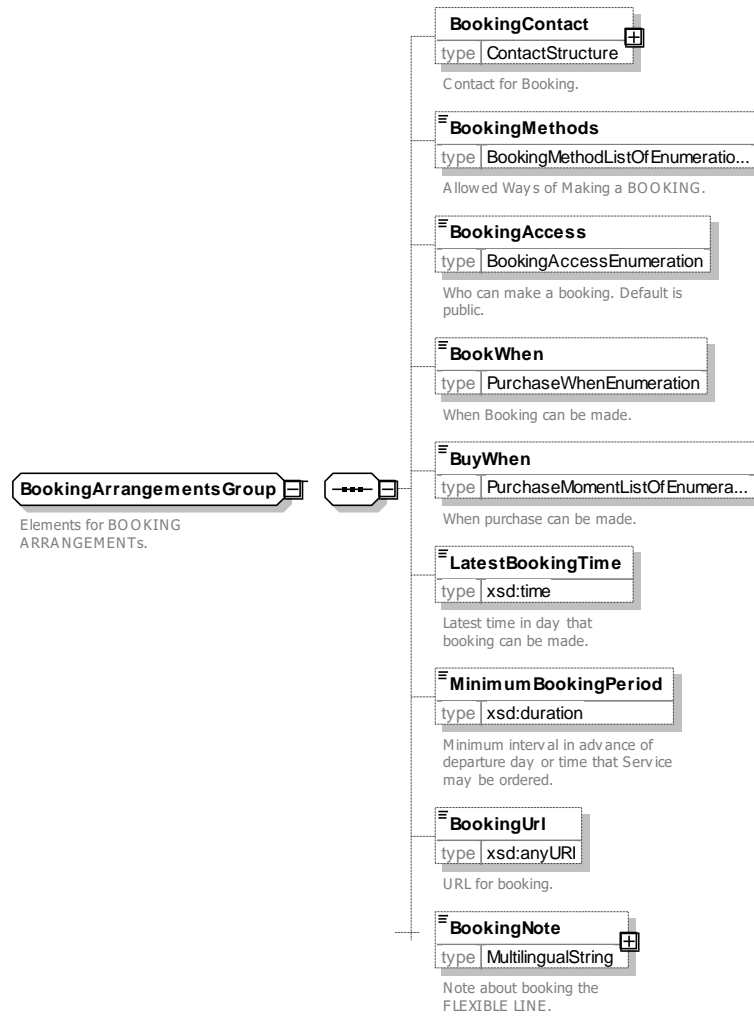 BookingContact
type ContactStructure
Contact for Booking.
BookingMethods
type BookingMethodListOfEnumeratio...
Allowed Ways of Making a BOOKING.
BookingAccess
type BookingAccessEnumeration
Who can make a booking. Default is
public.
BookWhen
type PurchaseWhenEnumeration
When Booking can be made.
BuyWhen
type PurchaseMomentListOfEnumera...
When purchase can be made.
BookingArrangementsGroup
Elements for BOOKING
ARRANGEMENTs.
LatestBookingTime
type xsd:time
Latest time in day that
booking can be made.
MinimumBookingPeriod
type xsd:duration
Minimum interval in advance of
departure day or time that Service
may be ordered.
BookingUrl
type xsd:anyURI
URL for booking.
BookingNote
type MultilingualString
Note about booking the
FLEXIBLE LINE.